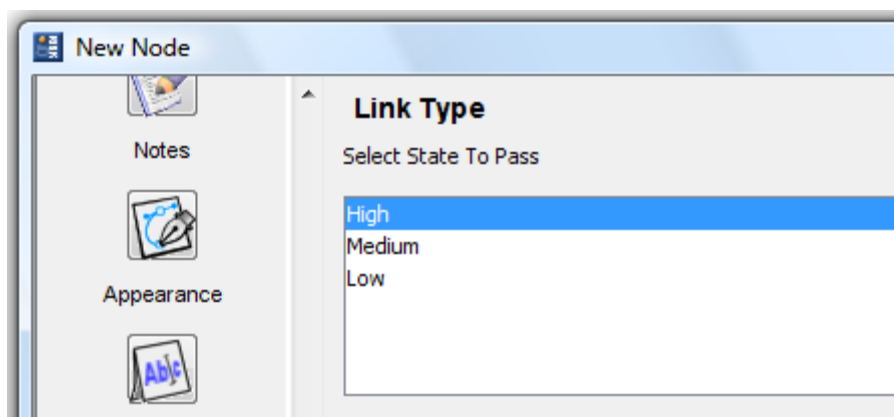 New Node
Notes
Appearance
Link Type
Select State To Pass
High
Medium
Low